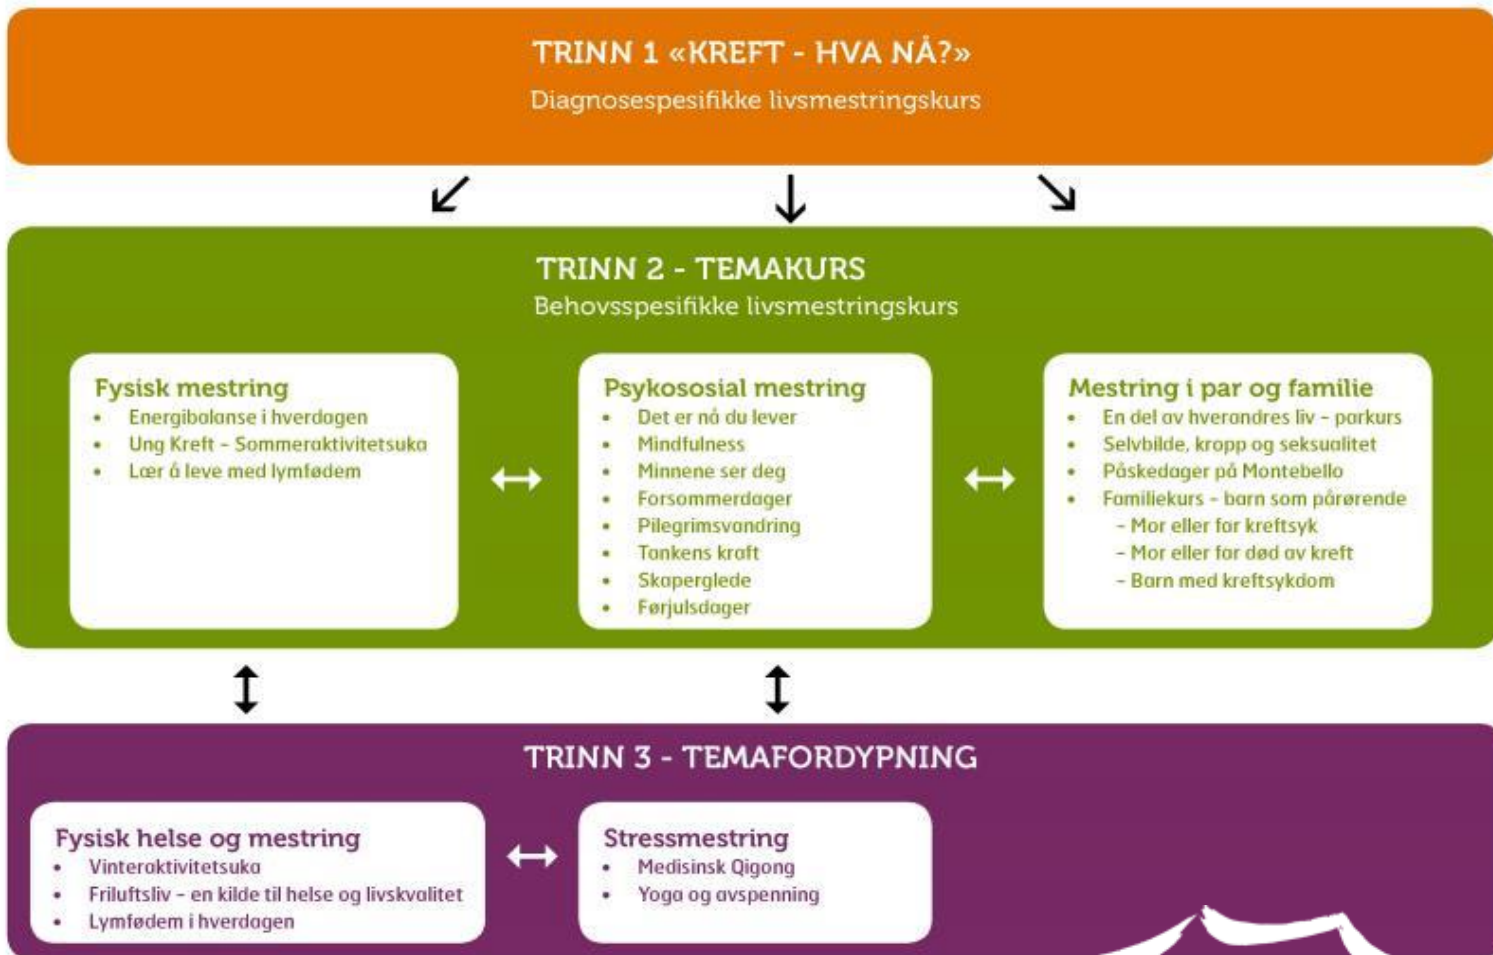 TRINN 1 «KREFT - HVA NÅ?»
Diagnosespesifikke livsmestringskurs
TRINN 2 - TEMAKURS
Behovsspesifikke livsmestringskurs
Fysisk mestring
• Energibalanse i hverdagen
• Ung Kreft – Sommeraktivitetsuka
• Lær å leve med lymfødem
Psykososial mestring
• Det er nå du lever
• Mindfulness
• Minnene ser deg
• Forsommerdager
• Pilegrimsvandring
• Tankens kraft
• Skaperglede
• Førjulsdager
Mestring i par og familie
• En del av hverandres liv – parkurs
• Selvbilde, kropp og seksualitet
• Påskedager på Montebello
• Familiekurs – barn som pårørende
– Mor eller far kreftsyk
– Mor eller far død av kreft
– Barn med kreftsykdom
TRINN 3 - TEMAFORDYPNING
Fysisk helse og mestring
• Vinteraktivitetsuka
• Friluftsliv – en kilde til helse og livskvalitet
• Lymfødem i hverdagen
Stressmestring
• Medisinsk Qigong
• Yoga og avspenning